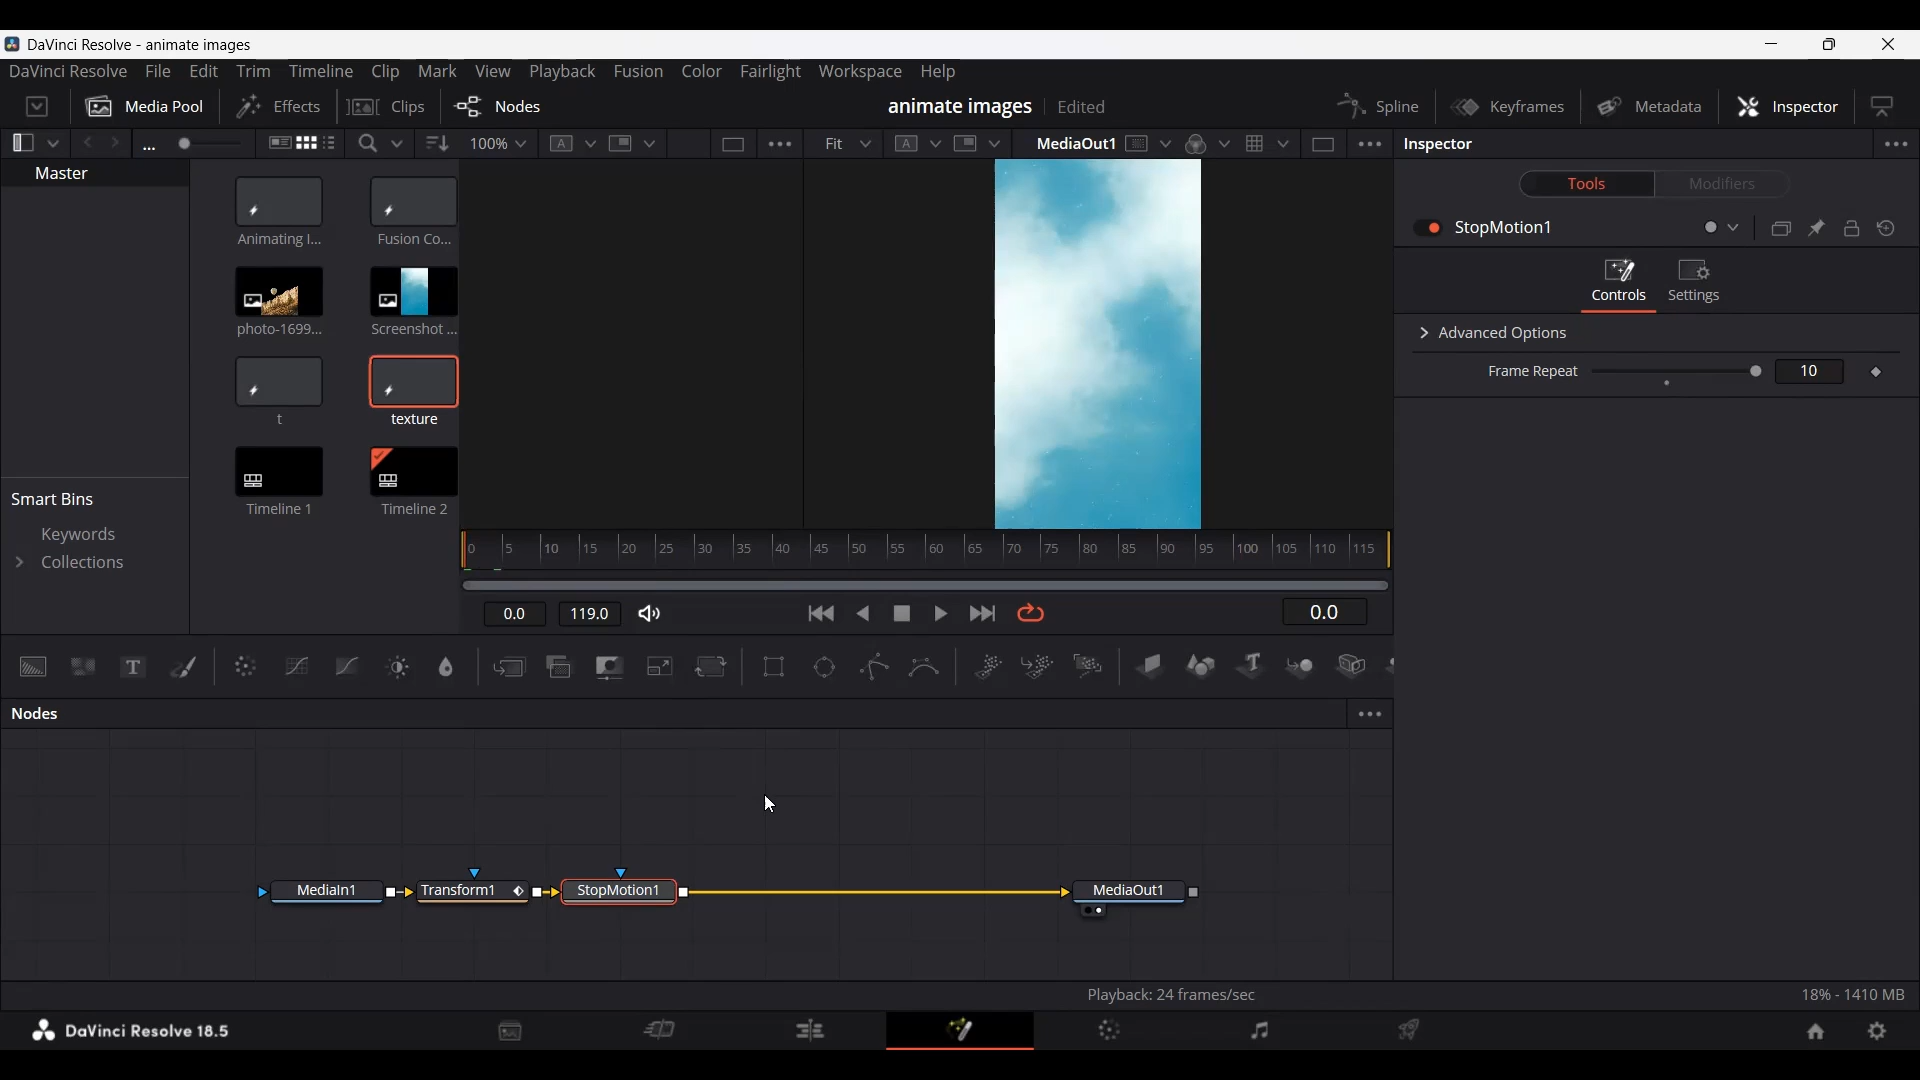 DaVinci Resolve - animate images
DaVinci Resolve File Edit Trim Timeline Clip Mark View Playback Fusion Color Fairlight Workspace Help
Media Pool Effects Clips Nodes animate images Edited Spline Keyframes Metadata Inspector
... 100% A Fit A MediaOut1 Inspector
Master
Tools Modifiers
StopMotion1
Controls Settings
Advanced Options
Frame Repeat 10
Animating I... Fusion Co...
photo-1699... Screenshot ...
t texture
Timeline 1 Timeline 2
Smart Bins
Keywords
Collections
0 5 10 15 20 25 30 35 40 45 50 55 60 65 70 75 80 85 90 95 100 105 110 115
0.0 119.0 0.0
T T
Nodes
MediaIn1 Transform1 StopMotion1 MediaOut1
Playback: 24 frames/sec 18% - 1410 MB
DaVinci Resolve 18.5